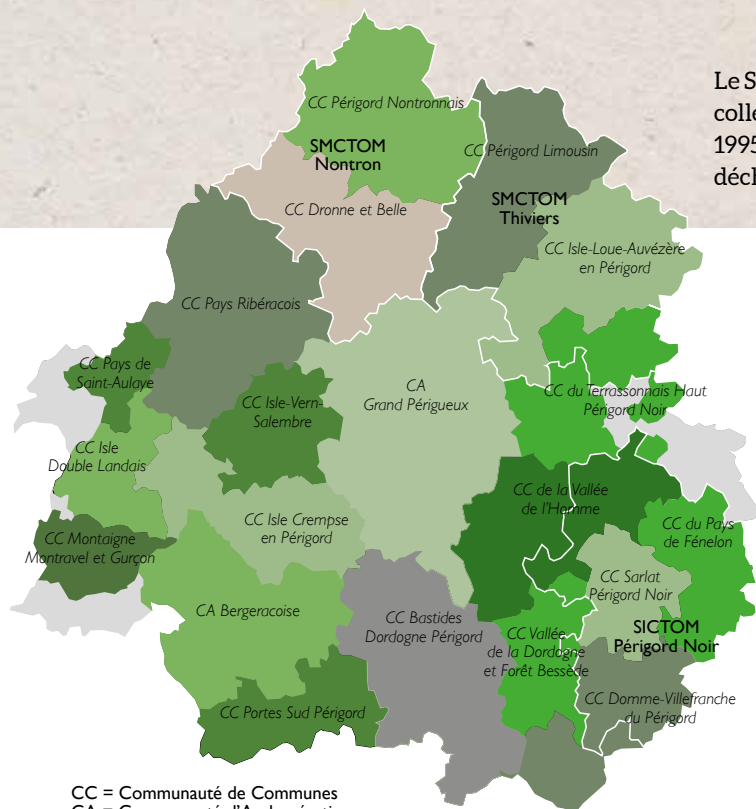 Le S
colle
1995
déch
CC Périgord Nontronnais
SMCTOM
Nontron
CC Périgord Limousin
SMCTOM
Thiviers
CC Dronne et Belle
CC Isle-Loue-Auvézère
en Périgord
CC Pays Ribéracois
CC Pays de
Saint-Aulaye
CA
Grand Périgueux
CC du Terrassonnais Haut
Périgord Noir
CC Isle-Vern-
Salembre
CC Isle
Double Landais
CC de la Vallée
de l'Homme
CC Isle Crempse
en Périgord
CC du Pays
de Fénelon
CC Montaigne
Montravel et Gurçon
CC Sarlat
Périgord Noir
CA Bergeracoise
CC Bastides
Dordogne Périgord
SICTOM
Périgord Noir
CC Vallée
de la Dordogne
et Forêt Bessède
CC Domme-Villefranche
du Périgord
CC Portes Sud Périgord
CC = Communauté de Communes